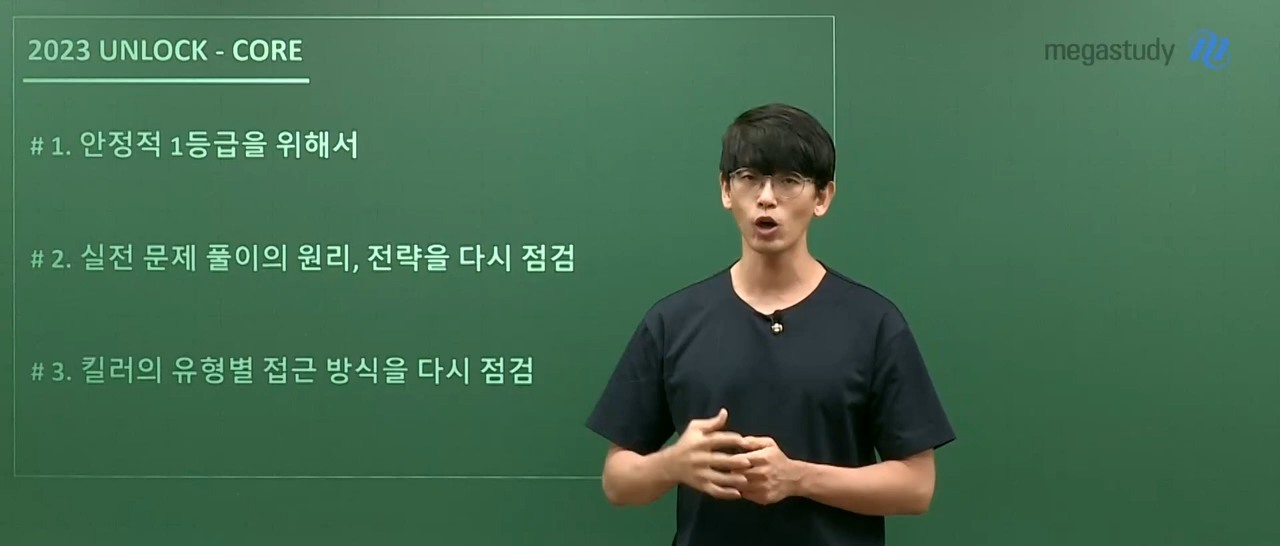 2023 UNLOCK - CORE
megastudy
# 1. 안정적 1등급을 위해서
# 2. 실전 문제 풀이의 원리, 전략을 다시 점검
# 3. 킬러의 유형별 접근 방식을 다시 점검